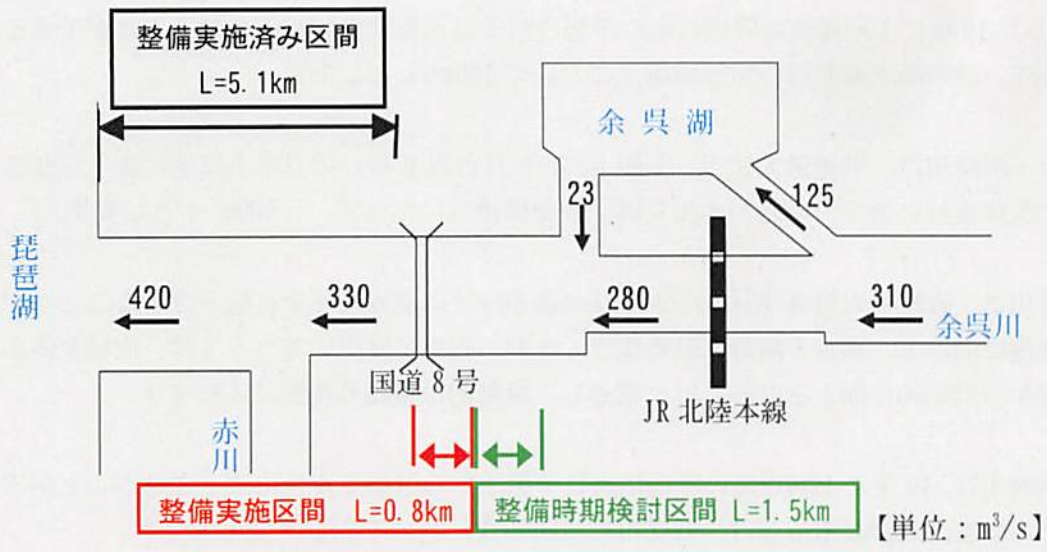 整備実施済み区間
L=5.1km
余呉湖
23
125
琵琶湖
420
330
280
310
余呉川
国道8号
JR北陸本線
赤川
整備実施区間 L=0.8km
整備時期検討区間 L=1.5km
【単位：m³/s】